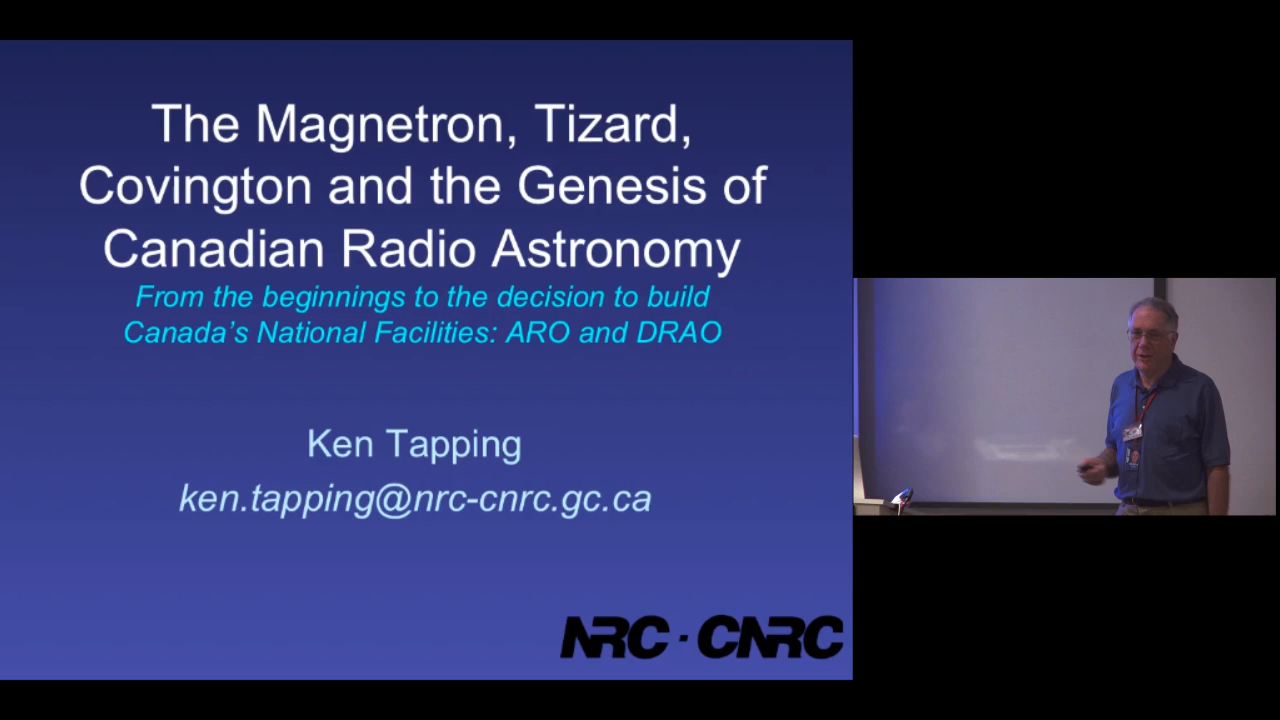 The Magnetron, Tizard,
Covington and the Genesis of
Canadian Radio Astronomy
From the beginnings to the decision to build
Canada’s National Facilities: ARO and DRAO
Ken Tapping
ken.tapping@nrc-cnrc.gc.ca
NRC · CNRC